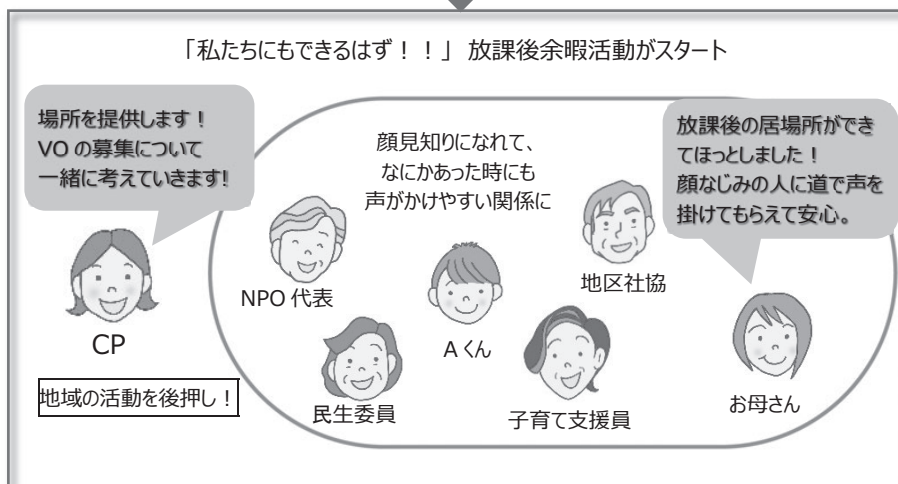 「私たちにもできるはず！！」 放課後余暇活動がスタート
場所を提供します！
VO の募集について
一緒に考えていきます!
顔見知りになれて、
なにかあった時にも
声がかけやすい関係に
放課後の居場所ができ
てほっとしました！
顔なじみの人に道で声を
掛けてもらえて安心。
CP
地域の活動を後押し！
NPO 代表
民生委員
A くん
子育て支援員
地区社協
お母さん